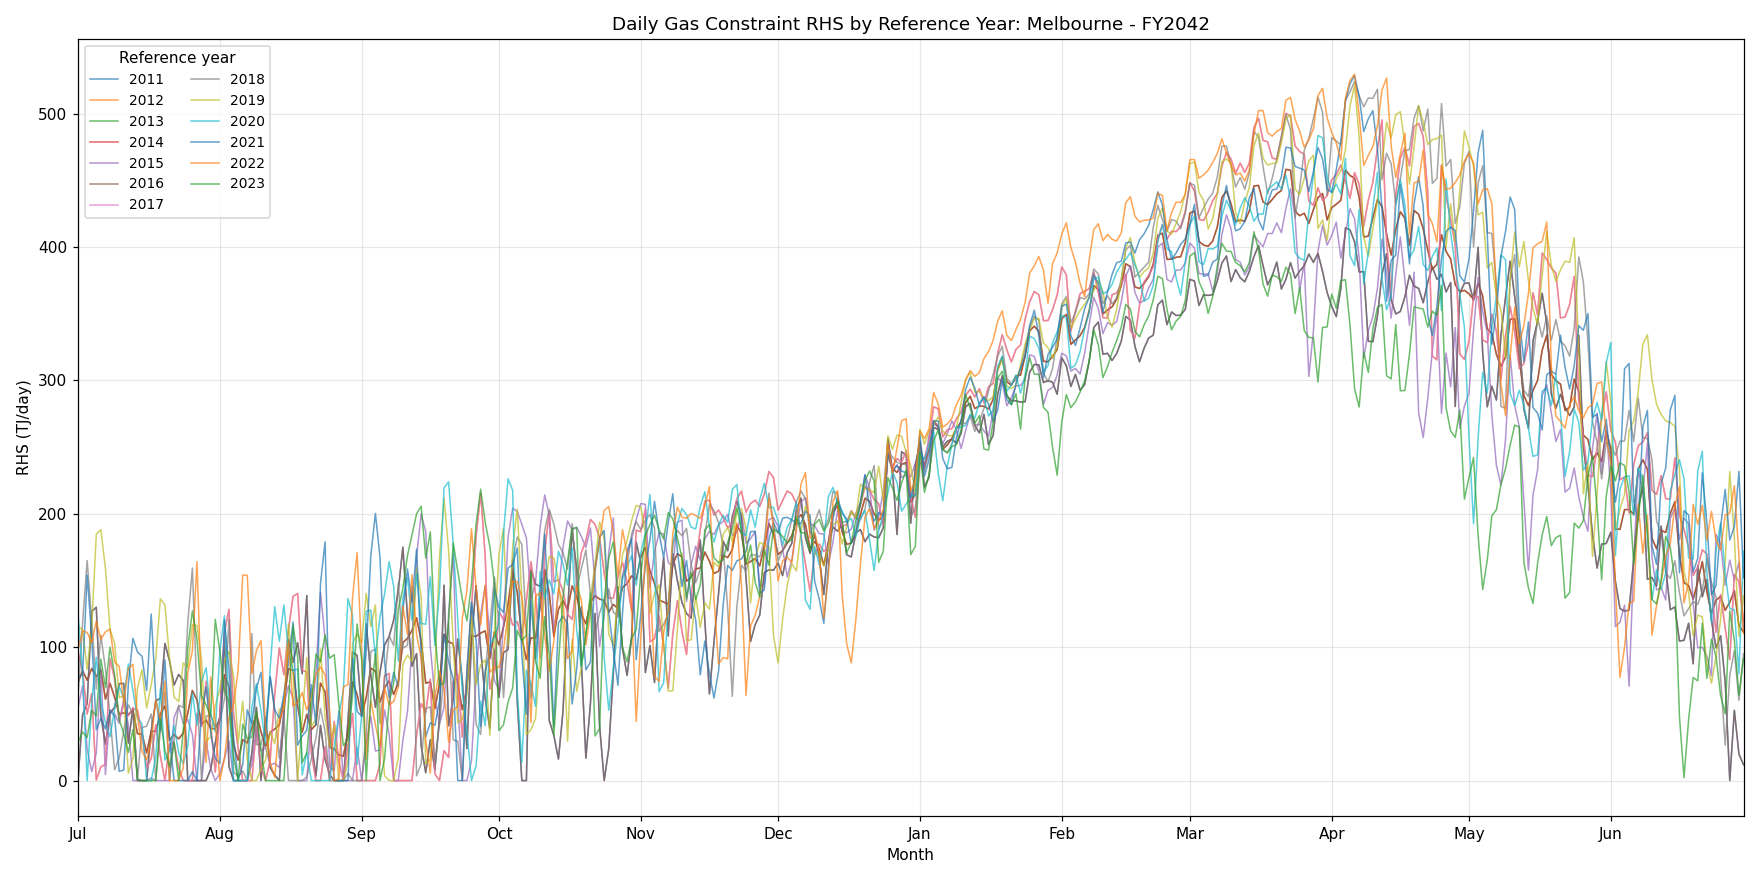 Daily Gas Constraint RHS by Reference Year: Melbourne - FY2042
Reference year
2011 2018
2012 2019
2013 2020
2014 2021
2015 2022
2016 2023
2017
500
400
300
200
100
0
RHS (TJ/day)
Jul Aug Sep Oct Nov Dec Jan Feb Mar Apr May Jun
Month